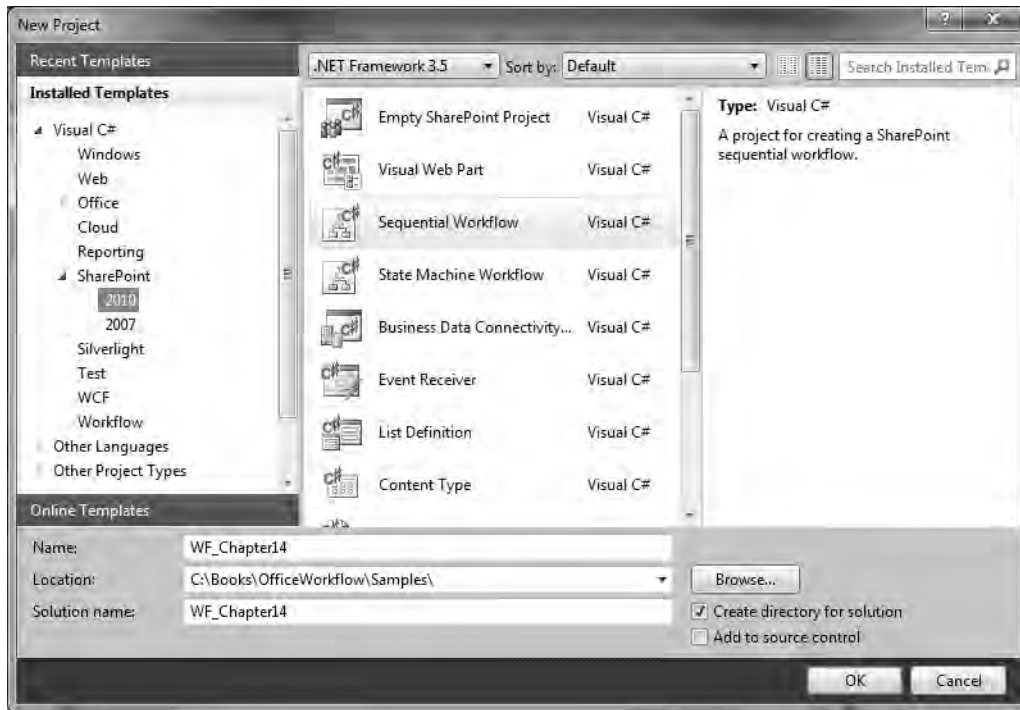 New Project
Recent Templates
Installed Templates
Visual C#
Windows
Web
Office
Cloud
Reporting
SharePoint
2010
2007
Silverlight
Test
WCF
Workflow
Other Languages
Other Project Types
Online Templates
.NET Framework 3.5
Sort by: Default
Search Installed Tem
Empty SharePoint Project Visual C#
Visual Web Part Visual C#
Sequential Workflow Visual C#
State Machine Workflow Visual C#
Business Data Connectivity... Visual C#
Event Receiver Visual C#
List Definition Visual C#
Content Type Visual C#
Type: Visual C#
A project for creating a SharePoint
sequential workflow.
Name: WF_Chapter14
Location: C:\Books\OfficeWorkflow\Samples\
Browse...
Solution name: WF_Chapter14
Create directory for solution
Add to source control
OK Cancel